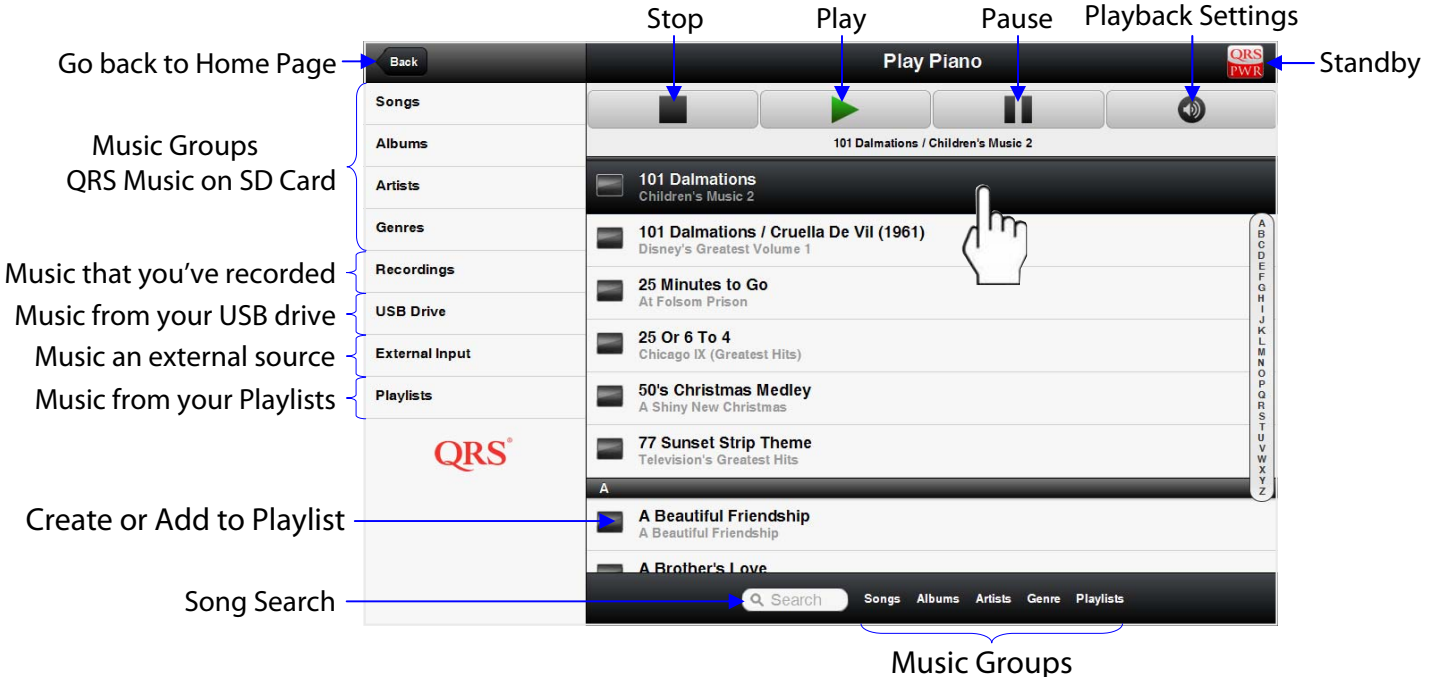 Stop
Play
Pause
Playback Settings
Go back to Home Page
Back
Play Piano
QRS
PWR
Standby
Songs
Albums
Artists
Genres
Recordings
USB Drive
External Input
Playlists
QRS®
Music Groups
QRS Music on SD Card
Music that you've recorded
Music from your USB drive
Music an external source
Music from your Playlists
101 Dalmations / Children's Music 2
101 Dalmations
Children's Music 2
101 Dalmations / Cruella De Vil (1961)
Disney's Greatest Volume 1
25 Minutes to Go
At Folsom Prison
25 Or 6 To 4
Chicago IX (Greatest Hits)
50's Christmas Medley
A Shiny New Christmas
77 Sunset Strip Theme
Television's Greatest Hits
A
A Beautiful Friendship
A Beautiful Friendship
A Brother's Love
A
B
C
D
E
F
G
H
I
J
K
L
M
N
O
P
Q
R
S
T
U
V
W
X
Y
Z
Create or Add to Playlist
Song Search
Search
Songs Albums Artists Genre Playlists
Music Groups